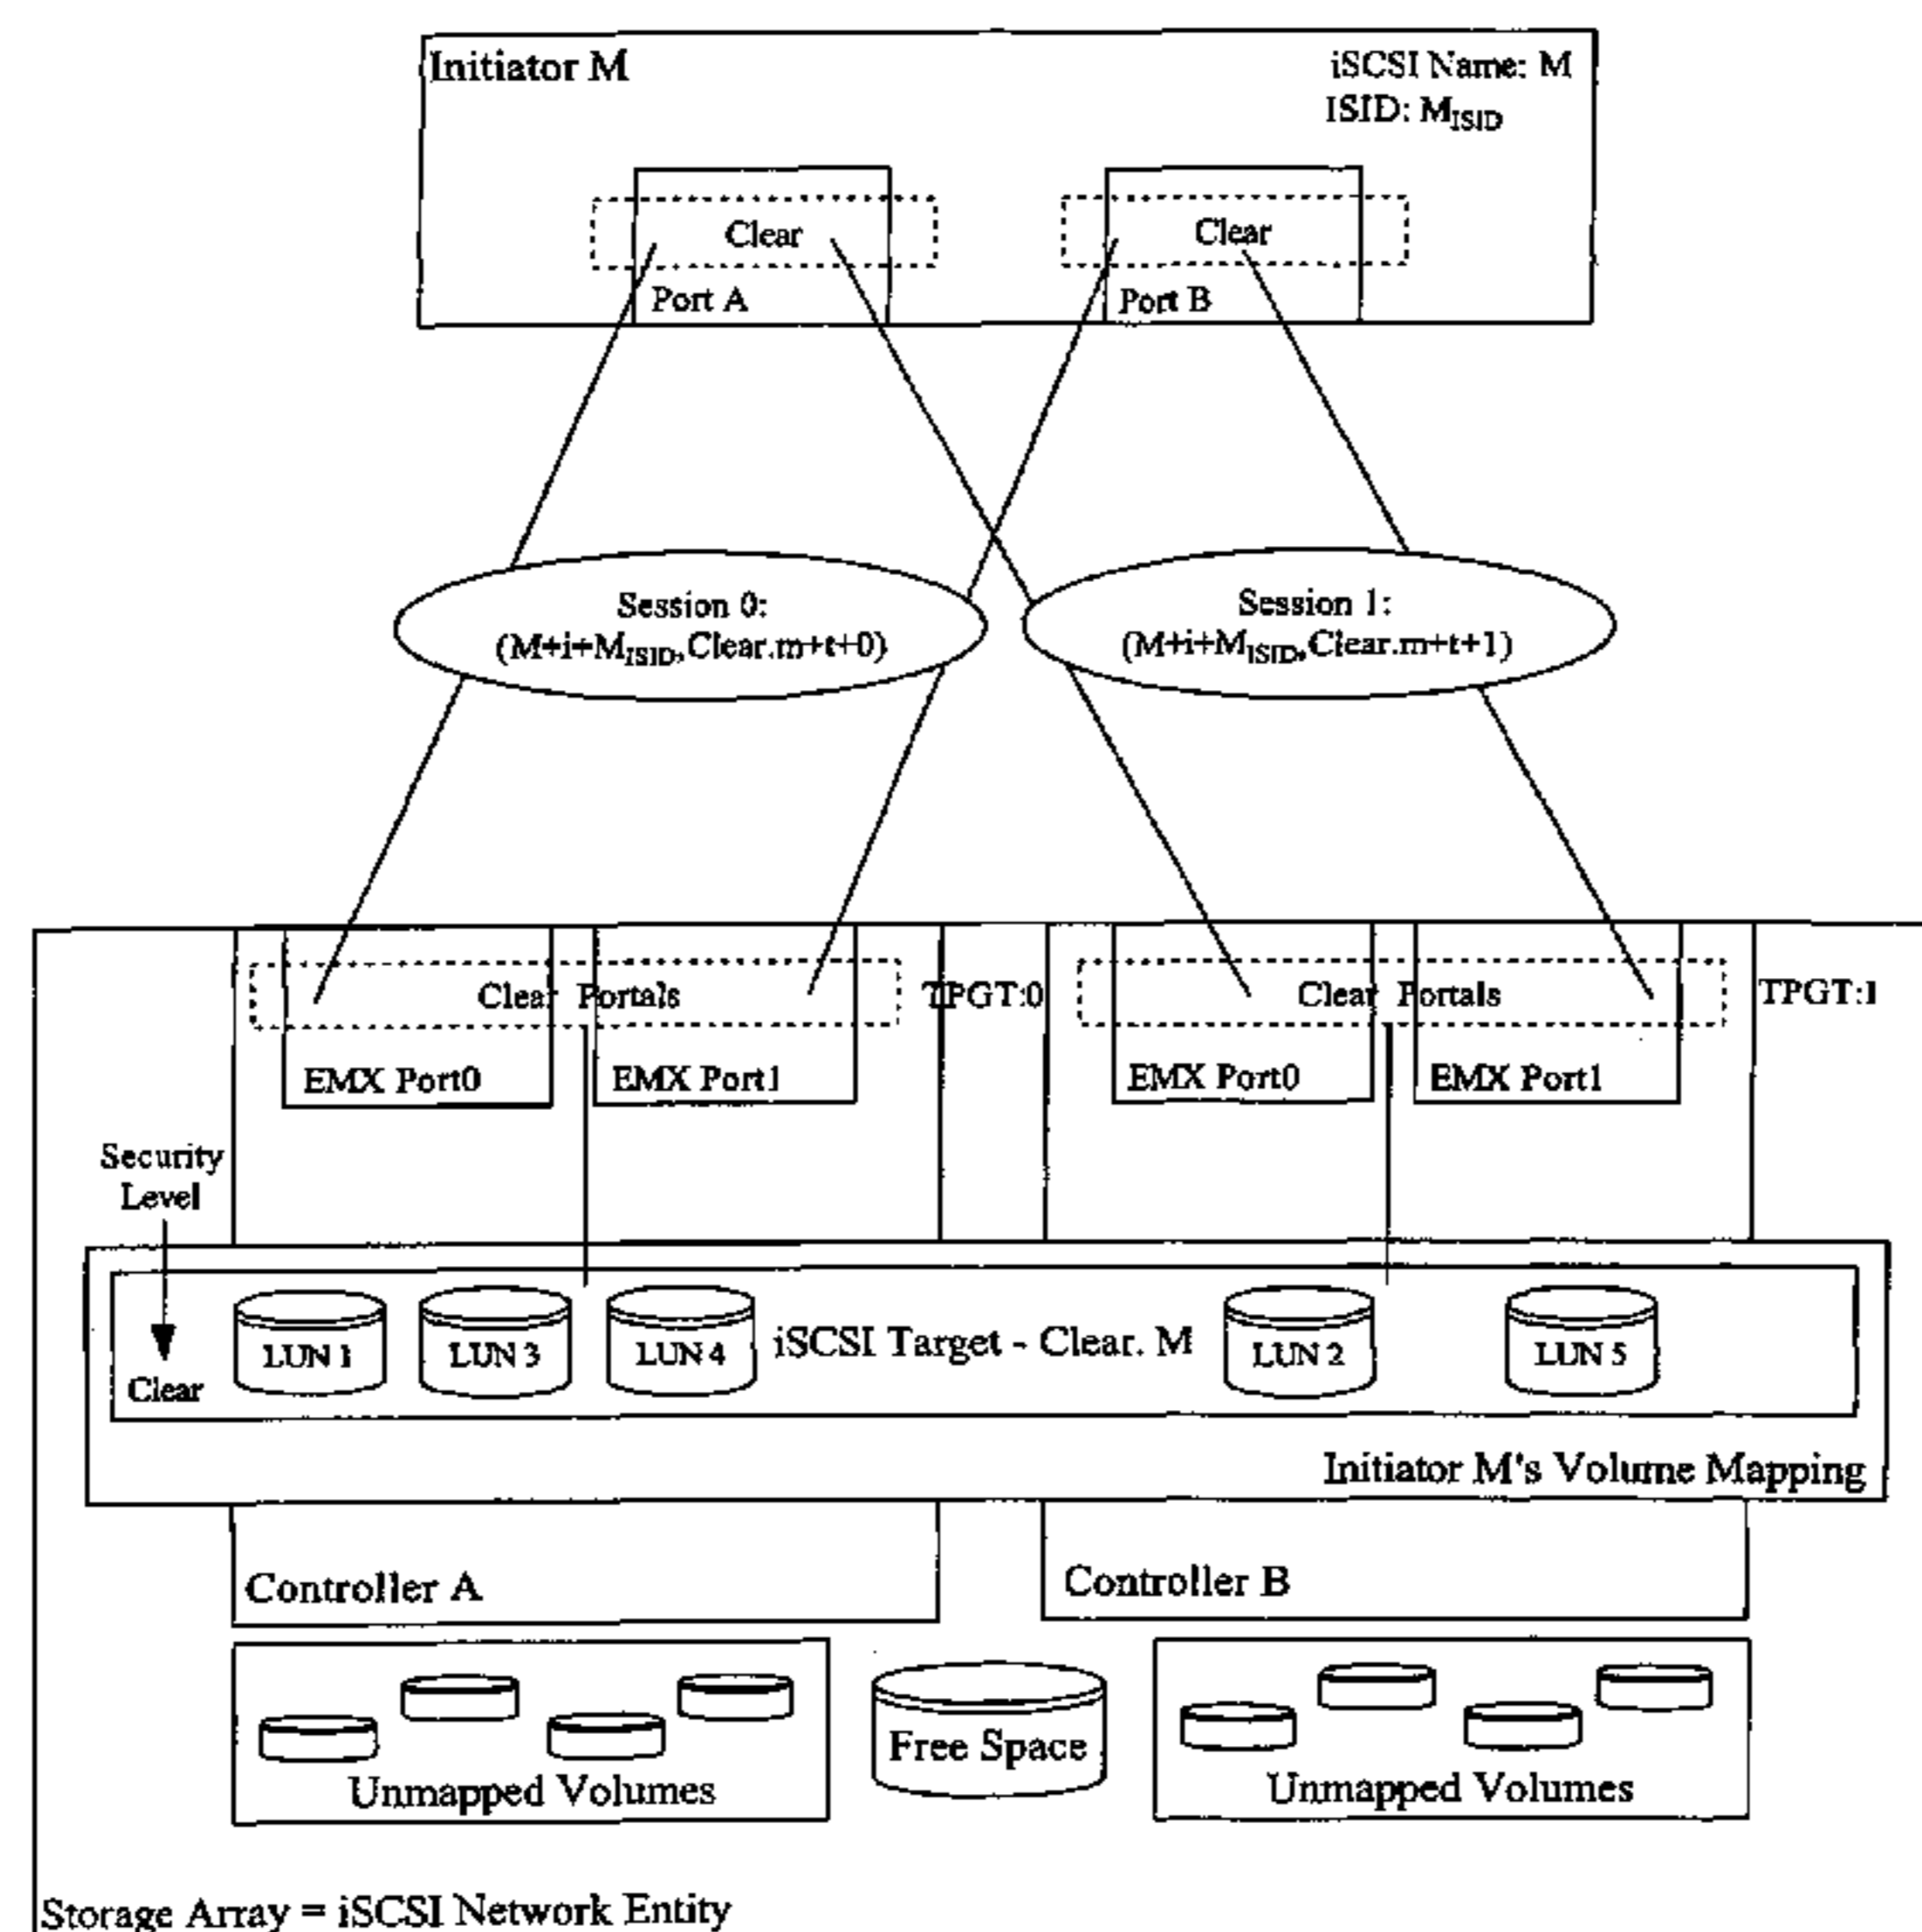 Initiator M
iSCSI Name: M
ISID: M_ISID
Clear
Clear
Port A
Port B
Session 0:
(M+i+M_ISID,Clear.m+t+0)
Session 1:
(M+i+M_ISID,Clear.m+t+1)
Clear Portals
TPGT:0
Clear Portals
TPGT:1
EMX Port0
EMX Port1
EMX Port0
EMX Port1
Security
Level
Clear
LUN 1
LUN 3
LUN 4
iSCSI Target - Clear. M
LUN 2
LUN 5
Initiator M's Volume Mapping
Controller A
Controller B
Unmapped Volumes
Free Space
Unmapped Volumes
Storage Array = iSCSI Network Entity